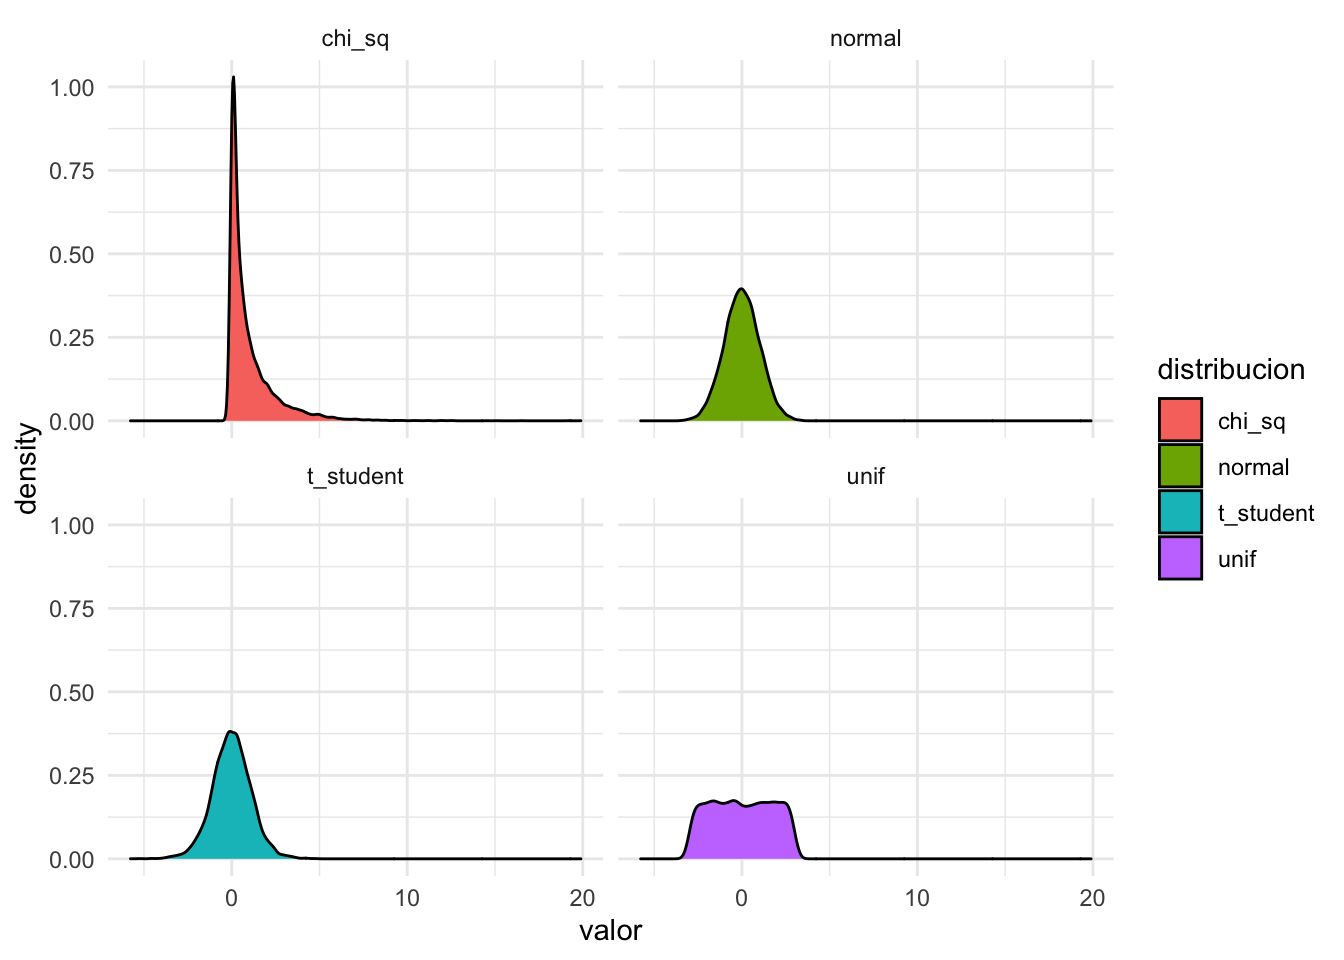 chi_sq
normal
1.00
0.75
0.50
0.25
0.00
t_student
unif
1.00
0.75
0.50
0.25
0.00
0
10
20
0
10
20
valor
density
distribucion
chi_sq
normal
t_student
unif